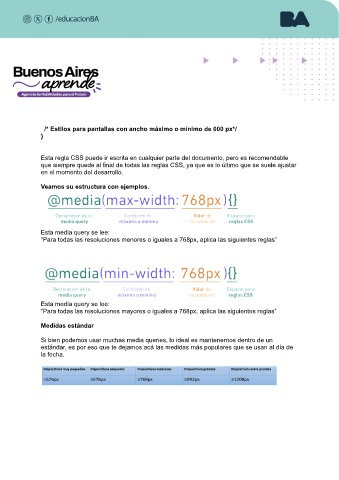 /educacionBA
BA
Buenos Aires
aprende
Agencia de Habilidades para el Futuro
/* Estilos para pantallas con ancho máximo o mínimo de 000 px*/
}
Esta regla CSS puede ir escrita en cualquier parte del documento, pero es recomendable
que siempre quede al final de todas las reglas CSS, ya que es lo último que se suele ajustar
en el momento del desarrollo.
Veamos su estructura con ejemplos.
@media(max-width: 768px){}
Declaración de la Condición de Valor de Espacio para
media query máximo o mínimo la condición reglas CSS
Esta media query se lee:
“Para todas las resoluciones menores o iguales a 768px, aplica las siguientes reglas”
@media(min-width: 768px){}
Declaración de la Condición de Valor de Espacio para
media query máximo o mínimo la condición reglas CSS
Esta media query se lee:
“Para todas las resoluciones mayores o iguales a 768px, aplica las siguientes reglas”
Medidas estándar
Si bien podemos usar muchas media queries, lo ideal es mantenernos dentro de un
estándar, es por eso que te dejamos acá las medidas más populares que se usan al día de
la fecha.
Dispositivos muy pequeños Dispositivos pequeños Dispositivos medianos Dispositivos grandes Dispositivos extra grandes
<576px ≥576px ≥768px ≥992px ≥1200px